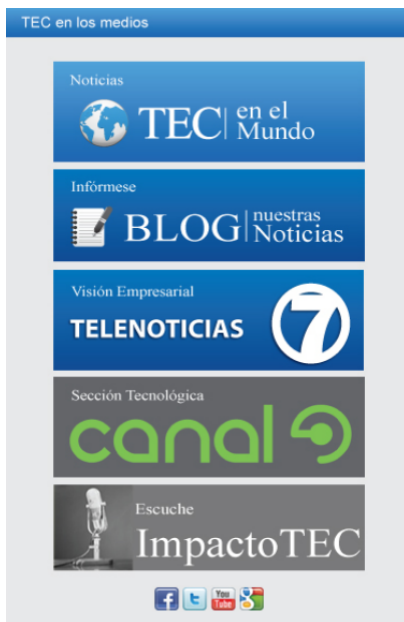 TEC en los medios
Noticias
TEC en el Mundo
Infórmese
BLOG nuestras Noticias
Visión Empresarial
TELENOTICIAS 7
Sección Tecnológica
canal 9
Escuche
ImpactoTEC
You Tube